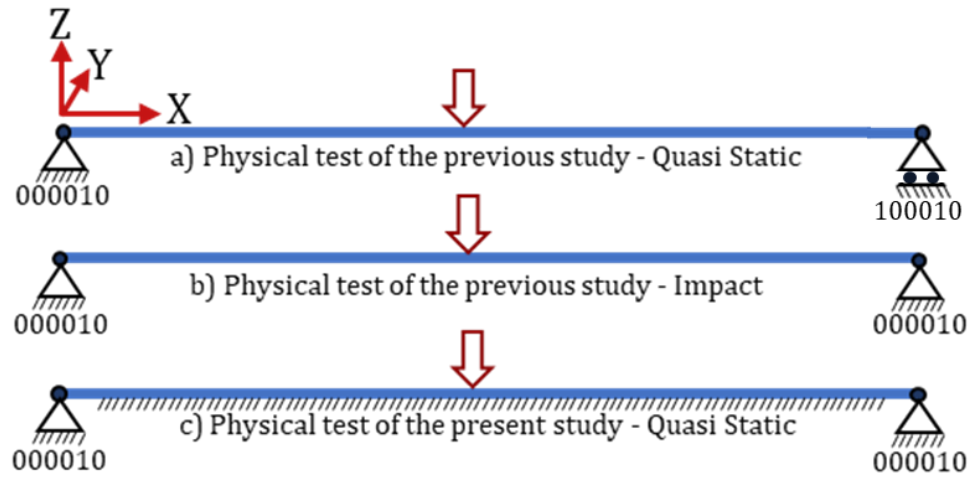 Z
Y
X
a) Physical test of the previous study - Quasi Static
000010
100010
b) Physical test of the previous study - Impact
000010
000010
c) Physical test of the present study - Quasi Static
000010
000010